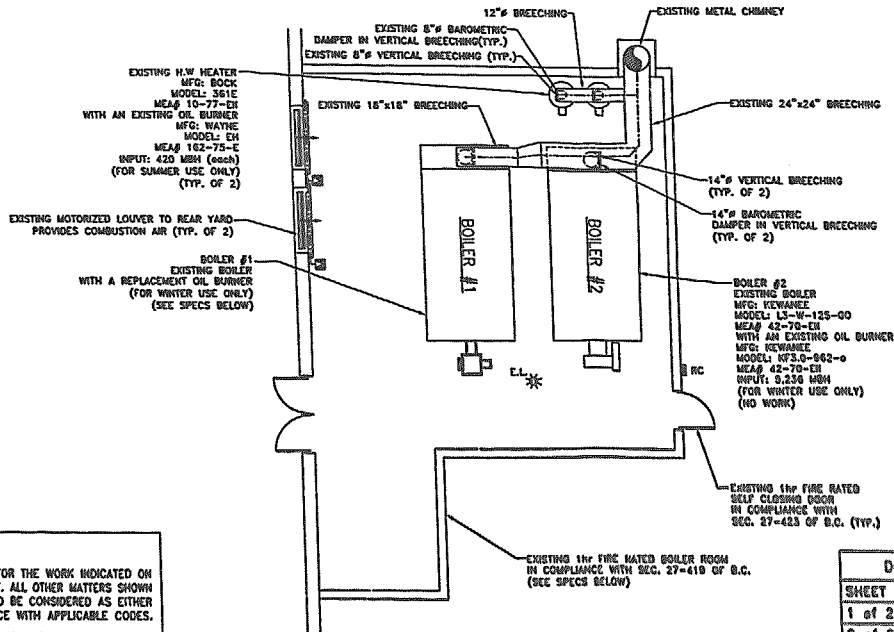 12"ø BREECHING
EXISTING METAL CHIMNEY
EXISTING 8"ø BAROMETRIC
DAMPER IN VERTICAL BREECHING(TYP.)
EXISTING 8"ø VERTICAL BREECHING (TYP.)
EXISTING H.W HEATER
MFG: BOCK
MODEL: 361E
MEA# 10-77-EH
WITH AN EXISTING OIL BURNER
MFG: WAYNE
MODEL: EH
MEA# 162-75-E
INPUT: 420 MBH (each)
(FOR SUMMER USE ONLY)
(TYP. OF 2)
EXISTING 18"x18" BREECHING
EXISTING 24"x24" BREECHING
14"ø VERTICAL BREECHING
(TYP. OF 2)
14"ø BAROMETRIC
DAMPER IN VERTICAL BREECHING
(TYP. OF 2)
EXISTING MOTORIZED LOUVER TO REAR YARD
PROVIDES COMBUSTION AIR (TYP. OF 2)
BOILER #1
EXISTING BOILER
WITH A REPLACEMENT OIL BURNER
(FOR WINTER USE ONLY)
(SEE SPECS BELOW)
BOILER #1
BOILER #2
BOILER #2
EXISTING BOILER
MFG: KEWANEE
MODEL: L3-W-125-GO
MEA# 42-70-EH
WITH AN EXISTING OIL BURNER
MFG: KEWANEE
MODEL: KF3.0-962-o
MEA# 42-70-EH
INPUT: 5,236 MBH
(FOR WINTER USE ONLY)
(NO WORK)
E.L.
RC
EXISTING 1hr FIRE RATED
SELF CLOSING DOOR
IN COMPLIANCE WITH
SEC. 27-423 OF B.C. (TYP.)
EXISTING 1hr FIRE RATED BOILER ROOM
IN COMPLIANCE WITH SEC. 27-419 OF B.C.
(SEE SPECS BELOW)
FOR THE WORK INDICATED ON
ALL OTHER MATTERS SHOWN
BE CONSIDERED AS EITHER
WITH APPLICABLE CODES.
D
SHEET
1 of 2